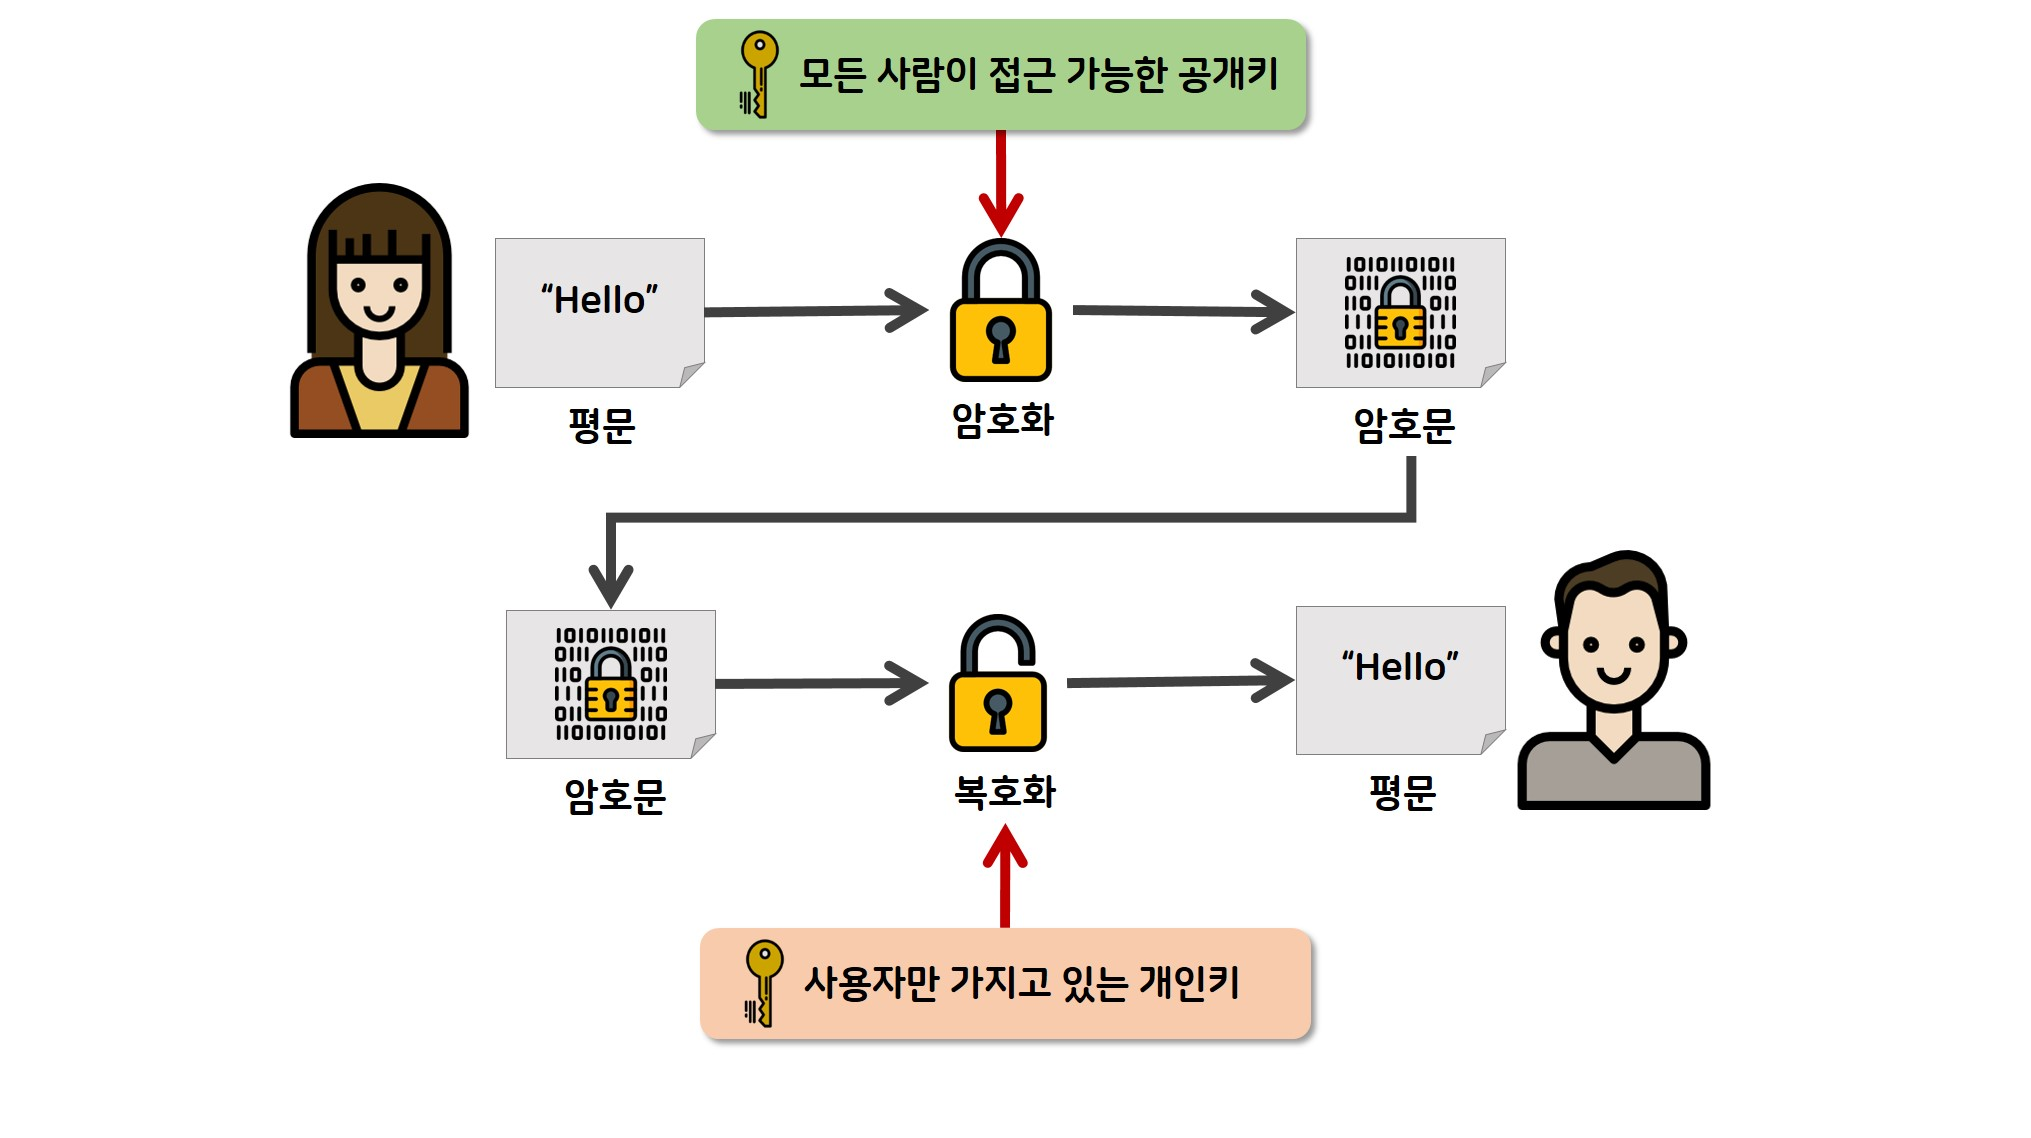 모든 사람이 접근 가능한 공개키
“Hello”
평문
암호화
암호문
암호문
복호화
“Hello”
평문
사용자만 가지고 있는 개인키